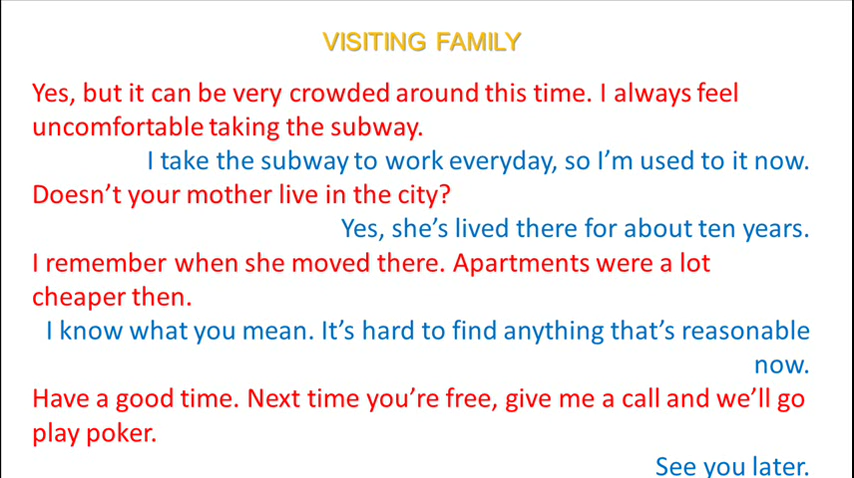 VISITING FAMILY
Yes, but it can be very crowded around this time. I always feel
uncomfortable taking the subway.
I take the subway to work everyday, so I’m used to it now.
Doesn’t your mother live in the city?
Yes, she’s lived there for about ten years.
I remember when she moved there. Apartments were a lot
cheaper then.
I know what you mean. It’s hard to find anything that’s reasonable
now.
Have a good time. Next time you’re free, give me a call and we’ll go
play poker.
See you later.